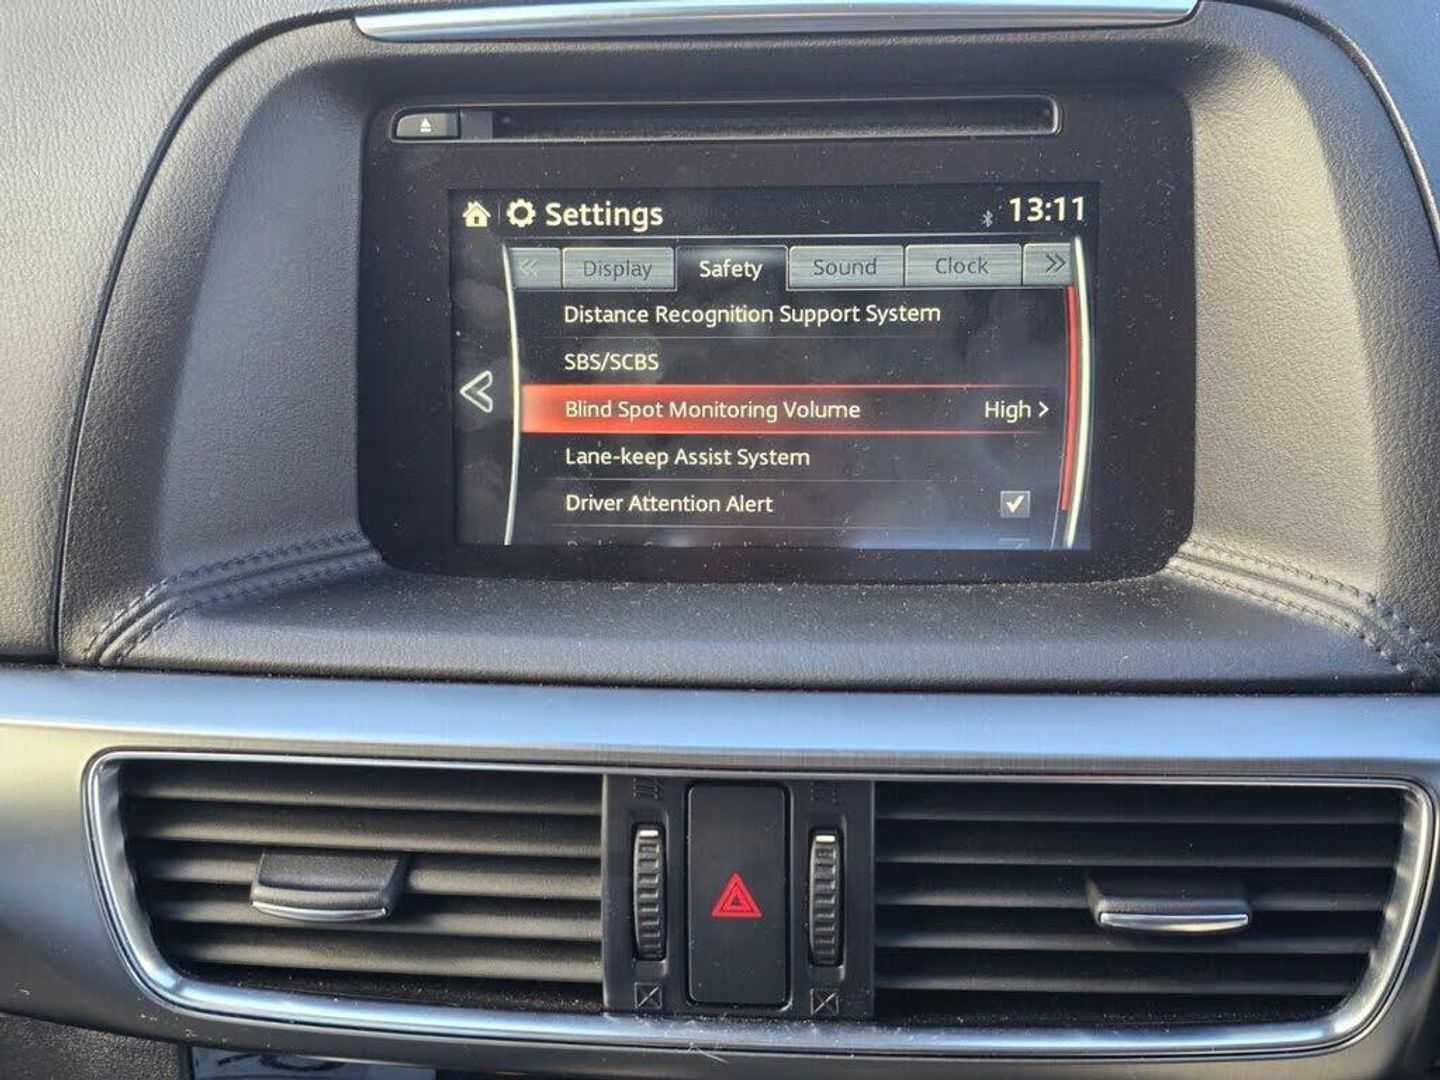 Settings 13:11
Display Safety Sound Clock
Distance Recognition Support System
SBS/SCBS
Blind Spot Monitoring Volume High
Lane-keep Assist System
Driver Attention Alert